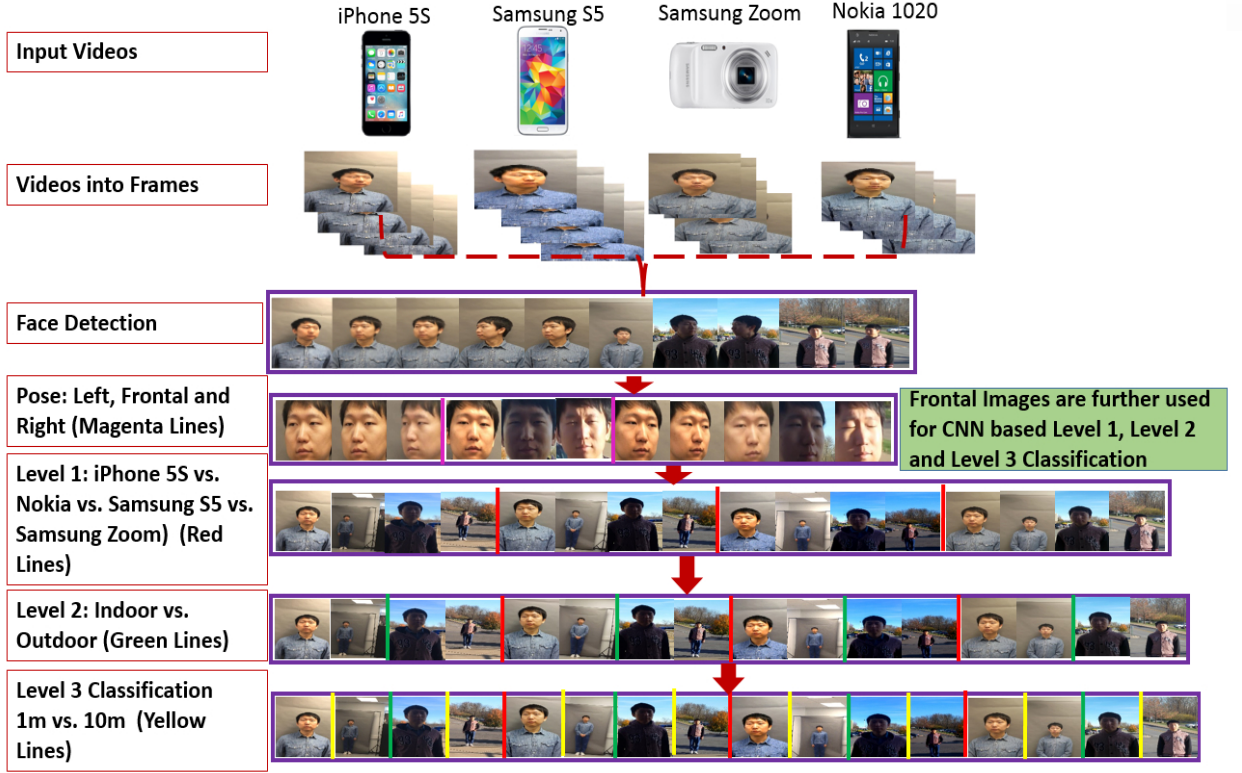 iPhone 5S
Samsung S5
Samsung Zoom
Nokia 1020
Input Videos
Videos into Frames
Face Detection
Pose: Left, Frontal and
Right (Magenta Lines)
Frontal Images are further used
for CNN based Level 1, Level 2
and Level 3 Classification
Level 1: iPhone 5S vs.
Nokia vs. Samsung S5 vs.
Samsung Zoom) (Red
Lines)
Level 2: Indoor vs.
Outdoor (Green Lines)
Level 3 Classification
1m vs. 10m (Yellow
Lines)